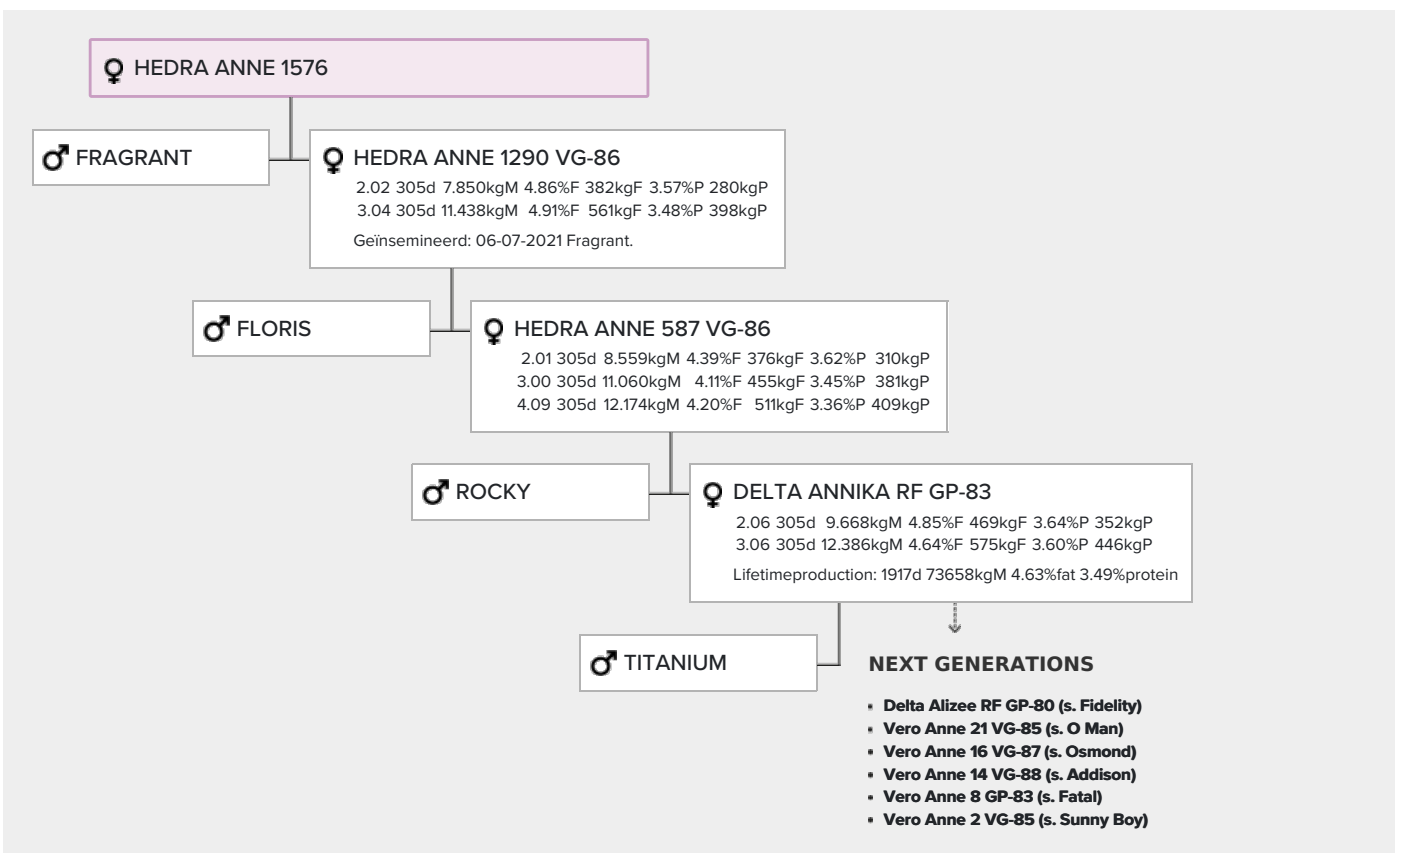 HEDRA ANNE 1576
FRAGRANT
HEDRA ANNE 1290 VG-86
2.02 305d 7.850kgM 4.86%F 382kgF 3.57%P 280kgP
3.04 305d 11.438kgM 4.91%F 561kgF 3.48%P 398kgP
Geïnsemineerd: 06-07-2021 Fragrant.
FLORIS
HEDRA ANNE 587 VG-86
2.01 305d 8.559kgM 4.39%F 376kgF 3.62%P 310kgP
3.00 305d 11.060kgM 4.11%F 455kgF 3.45%P 381kgP
4.09 305d 12.174kgM 4.20%F 511kgF 3.36%P 409kgP
ROCKY
DELTA ANNIKA RF GP-83
2.06 305d 9.668kgM 4.85%F 469kgF 3.64%P 352kgP
3.06 305d 12.386kgM 4.64%F 575kgF 3.60%P 446kgP
Lifetimeproduction: 1917d 73658kgM 4.63%fat 3.49%protein
TITANIUM
NEXT GENERATIONS
• Delta Alizee RF GP-80 (s. Fidelity)
• Vero Anne 21 VG-85 (s. O Man)
• Vero Anne 16 VG-87 (s. Osmond)
• Vero Anne 14 VG-88 (s. Addison)
• Vero Anne 8 GP-83 (s. Fatal)
• Vero Anne 2 VG-85 (s. Sunny Boy)